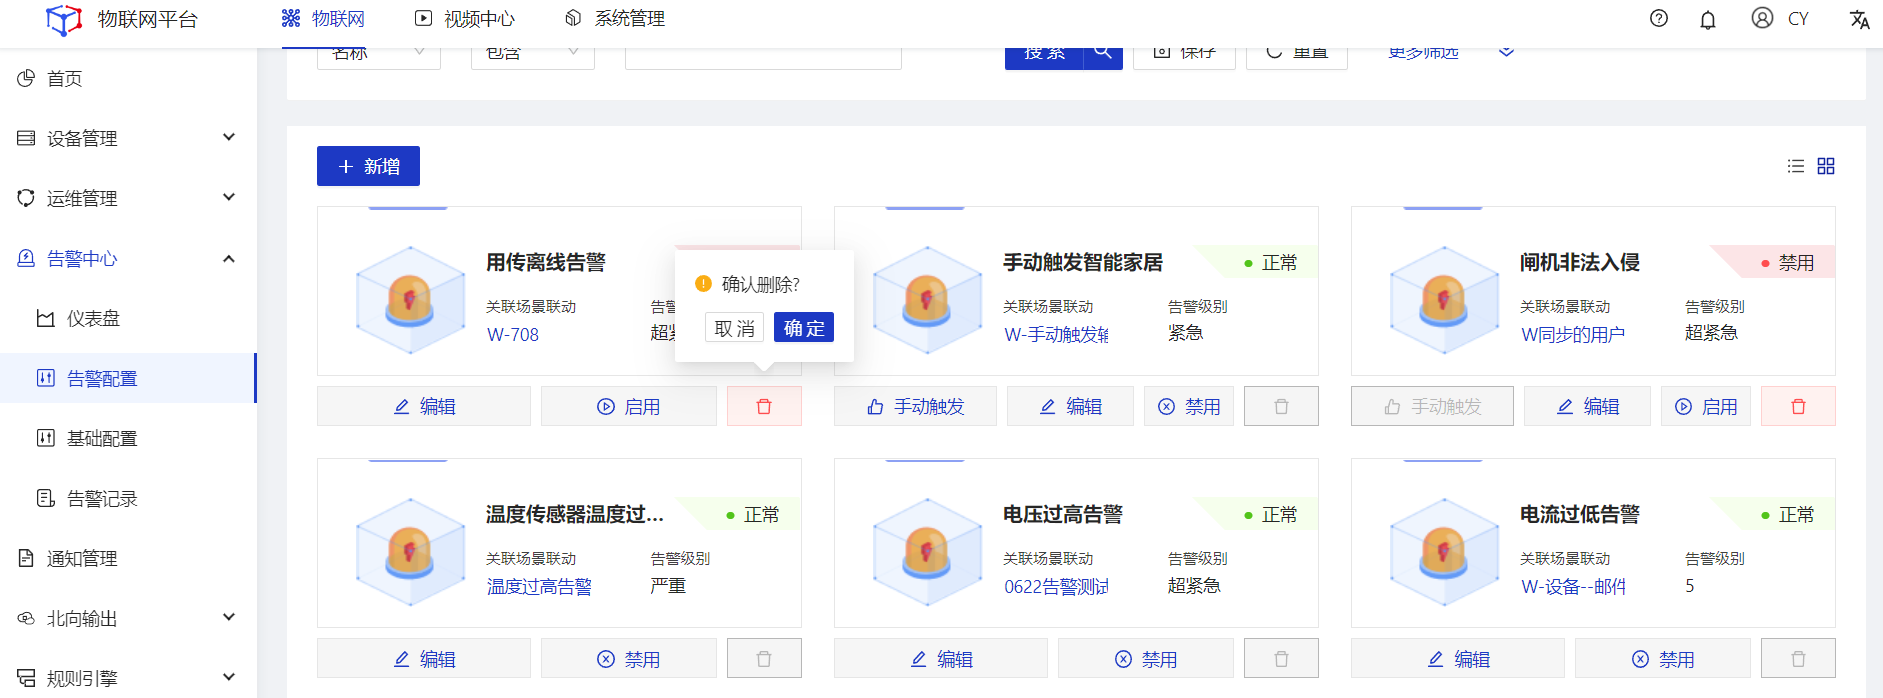 物联网平台
物联网
视频中心
系统管理
CY
首页
设备管理
运维管理
告警中心
仪表盘
告警配置
基础配置
告警记录
通知管理
北向输出
规则引擎
名称
包含
搜索
保存
重置
更多筛选
新增
用传离线告警
关联场景联动
W-708
告警
超紧
确认删除?
取消
确定
编辑
启用
手动触发智能家居
正常
关联场景联动
告警级别
W-手动触发输
紧急
手动触发
编辑
禁用
闸机非法入侵
禁用
关联场景联动
告警级别
W同步的用户
超紧急
手动触发
编辑
启用
温度传感器温度过...
正常
关联场景联动
告警级别
温度过高告警
严重
编辑
禁用
电压过高告警
正常
关联场景联动
告警级别
0622告警测试
超紧急
编辑
禁用
电流过低告警
正常
关联场景联动
告警级别
W-设备--邮件
5
编辑
禁用